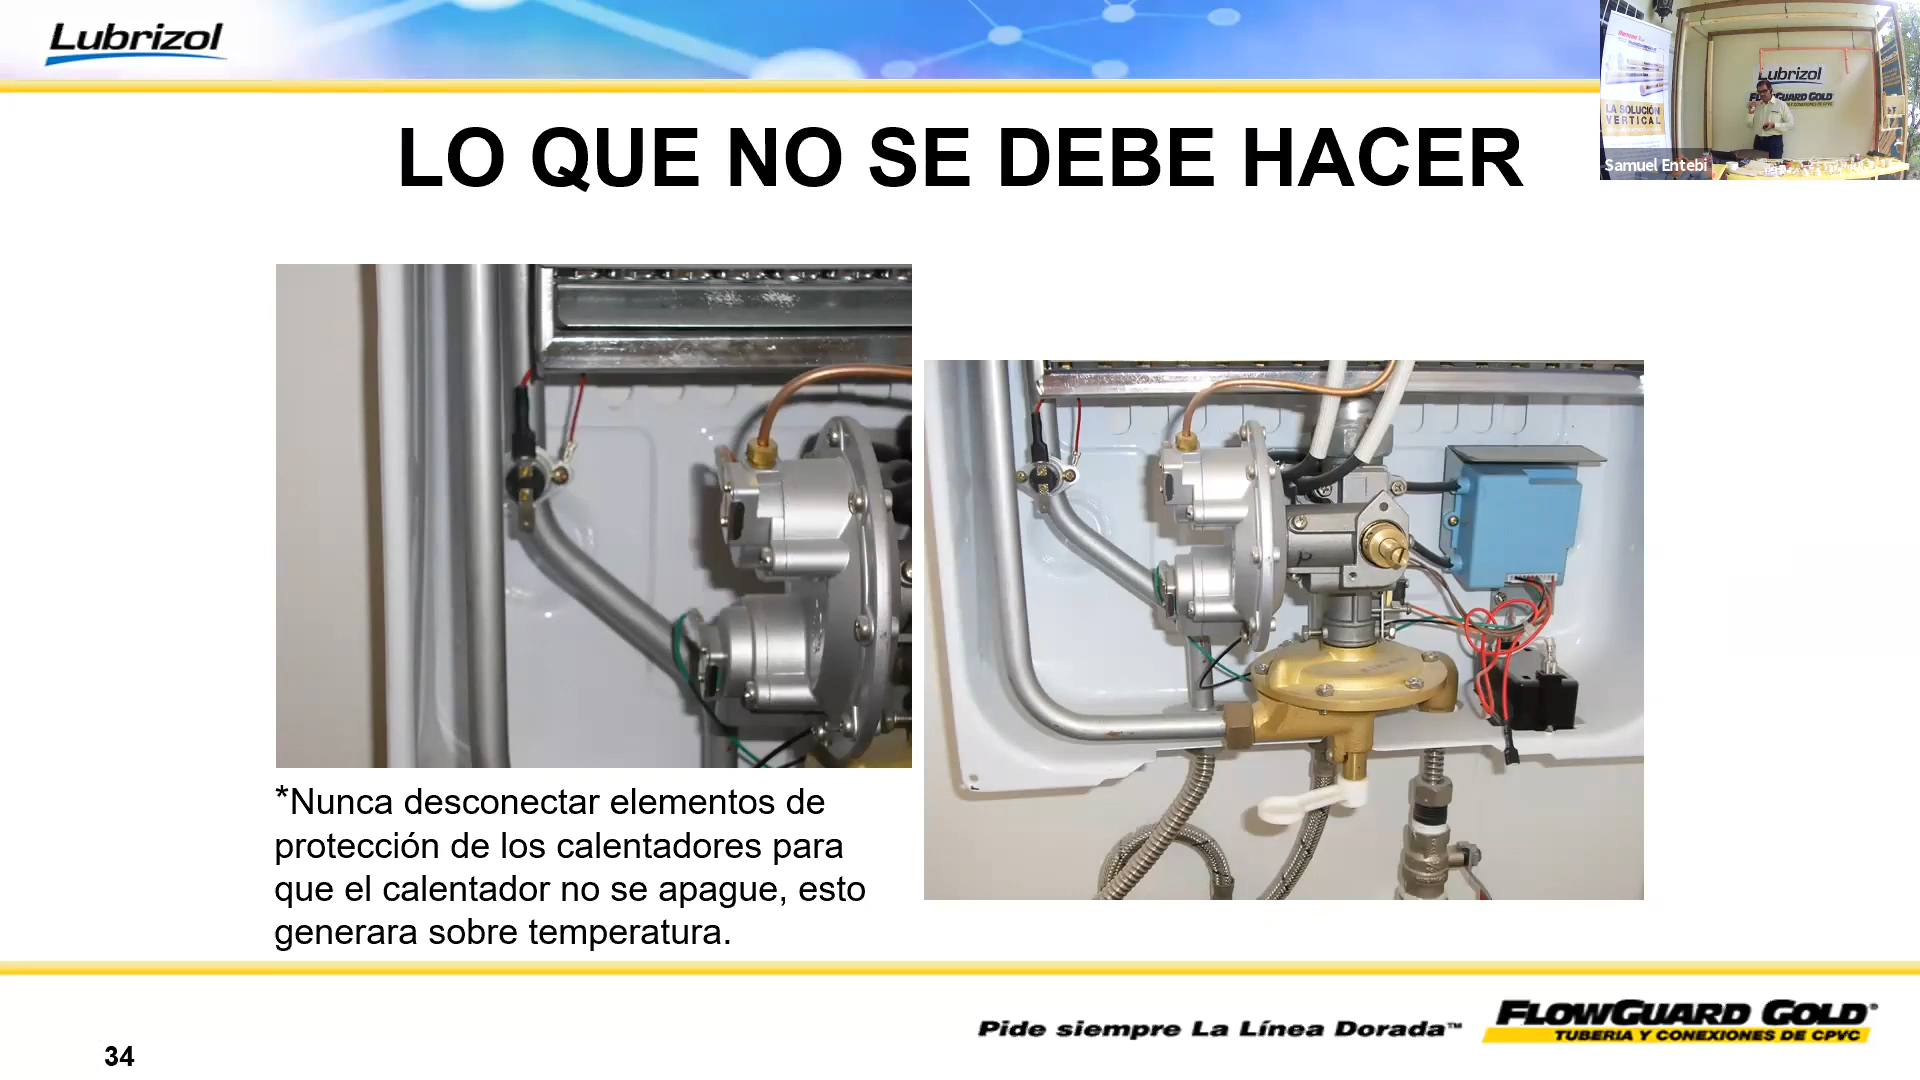 Lubrizol
LO QUE NO SE DEBE HACER
Lubrizol
FLOWGUARD GOLD
LA SOLUCIÓN
VERTICAL
Samuel Entebi
*Nunca desconectar elementos de
protección de los calentadores para
que el calentador no se apague, esto
generara sobre temperatura.
Pide siempre La Línea Dorada™
FLOWGUARD GOLD®
TUBERIA Y CONEXIONES DE CPVC
34